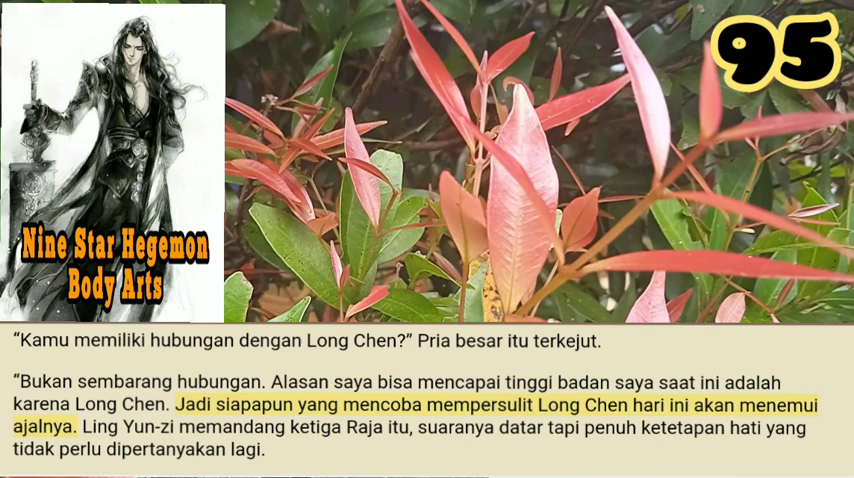 95
Nine Star Hegemon
Body Arts
“Kamu memiliki hubungan dengan Long Chen?” Pria besar itu terkejut.
“Bukan sembarang hubungan. Alasan saya bisa mencapai tinggi badan saya saat ini adalah
karena Long Chen. Jadi siapapun yang mencoba mempersulit Long Chen hari ini akan menemui
ajalnya. Ling Yun-zi memandang ketiga Raja itu, suaranya datar tapi penuh ketetapan hati yang
tidak perlu dipertanyakan lagi.